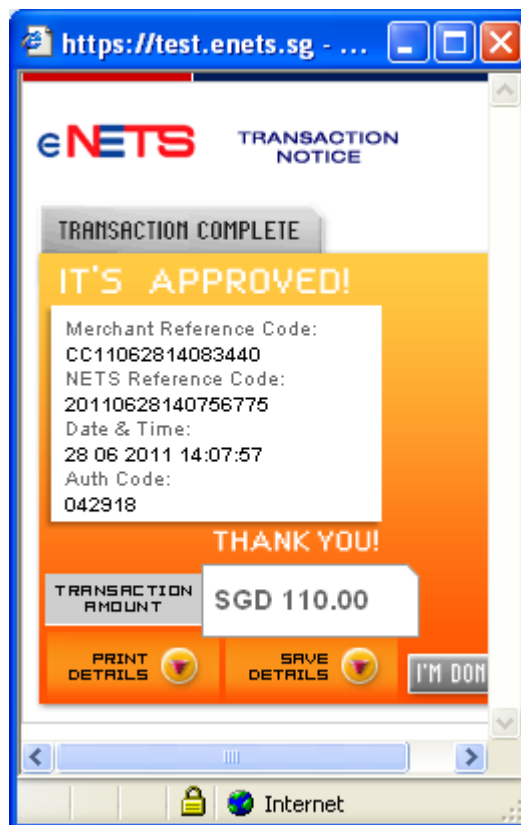 https://test.enets.sg - ...
eNETS
TRANSACTION
NOTICE
TRANSACTION COMPLETE
IT'S APPROVED!
Merchant Reference Code:
CC11062814083440
NETS Reference Code:
20110628140756775
Date & Time:
28 06 2011 14:07:57
Auth Code:
042918
THANK YOU!
TRANSACTION
AMOUNT
SGD 110.00
PRINT
DETAILS
SAVE
DETAILS
I'M DON
Internet